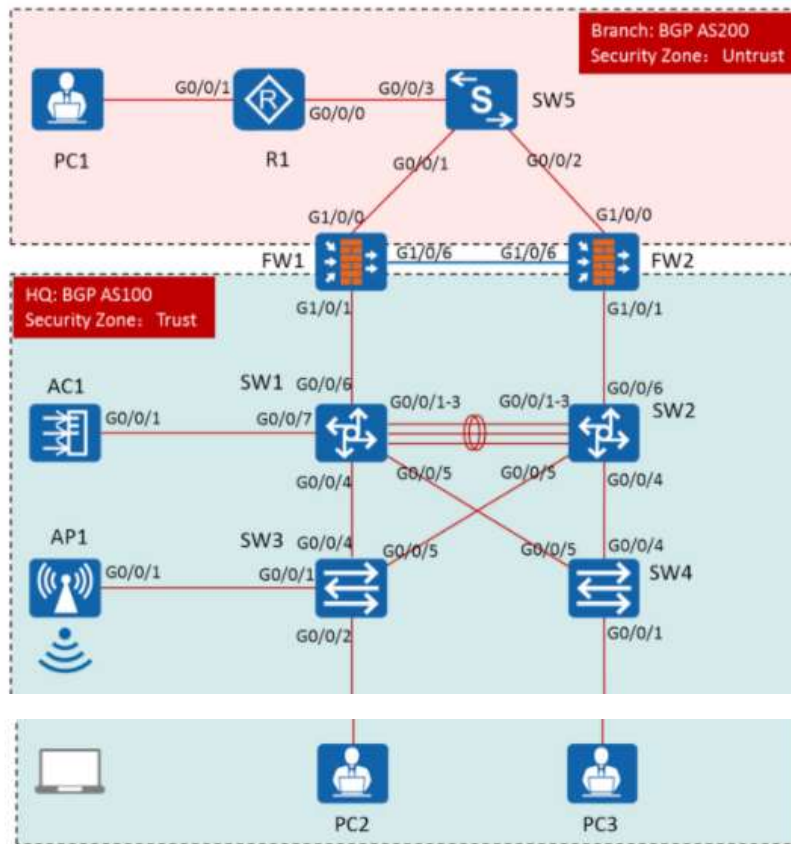 Branch: BGP AS200
Security Zone: Untrust
G0/0/1
G0/0/3
SW5
G0/0/0
PC1
R1
G0/0/1
G0/0/2
G1/0/0
G1/0/0
FW1
G1/0/6
G1/0/6
FW2
HQ: BGP AS100
Security Zone: Trust
G1/0/1
G1/0/1
AC1
SW1
G0/0/6
G0/0/6
G0/0/1-3
G0/0/1-3
SW2
G0/0/1
G0/0/7
G0/0/4
G0/0/5
G0/0/5
G0/0/4
AP1
SW3
G0/0/4
G0/0/5
G0/0/5
G0/0/4
SW4
G0/0/1
G0/0/1
G0/0/2
G0/0/1
PC2
PC3